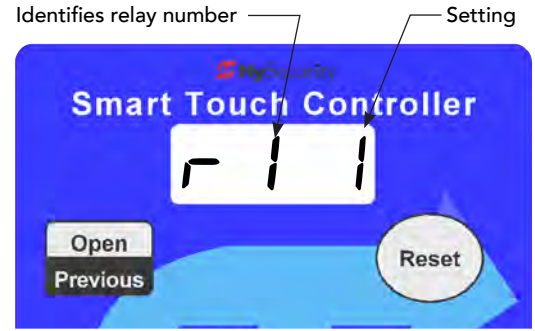 Identifies relay number Setting
HySecurity
Smart Touch Controller
r 1 1
Open
Previous
Reset